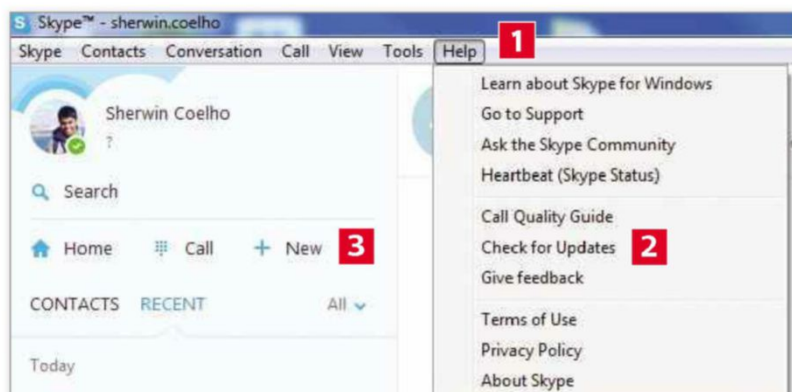 Skype™ - sherwin.coelho
Skype Contacts Conversation Call View Tools Help 1
Sherwin Coelho
?
Search
Home Call New 3
CONTACTS RECENT All
Today
Learn about Skype for Windows
Go to Support
Ask the Skype Community
Heartbeat (Skype Status)
Call Quality Guide
Check for Updates 2
Give feedback
Terms of Use
Privacy Policy
About Skype